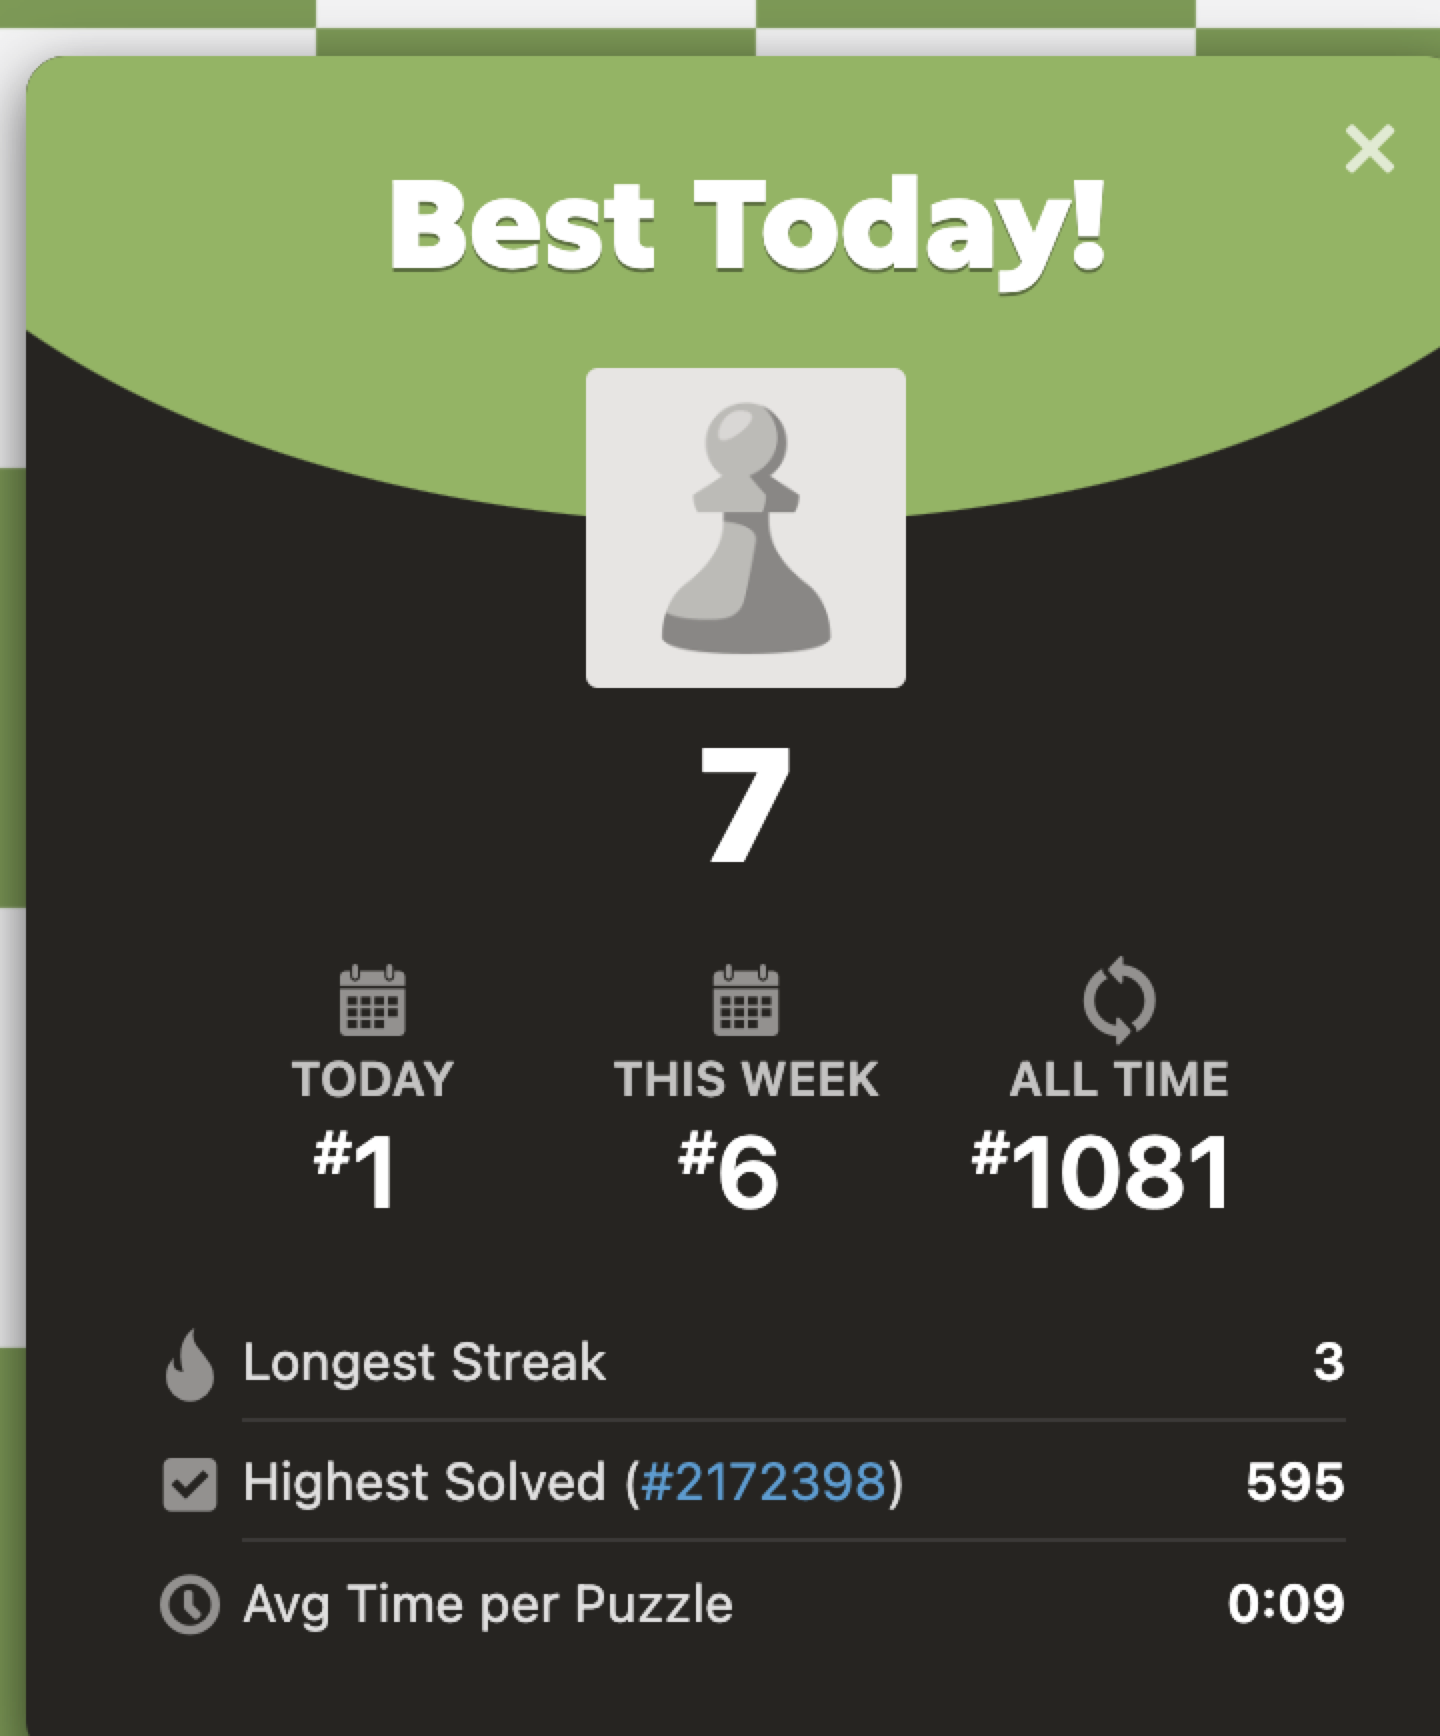 Best Today!
7
TODAY THIS WEEK ALL TIME
#1 #6 #1081
Longest Streak 3
Highest Solved (#2172398) 595
Avg Time per Puzzle 0:09